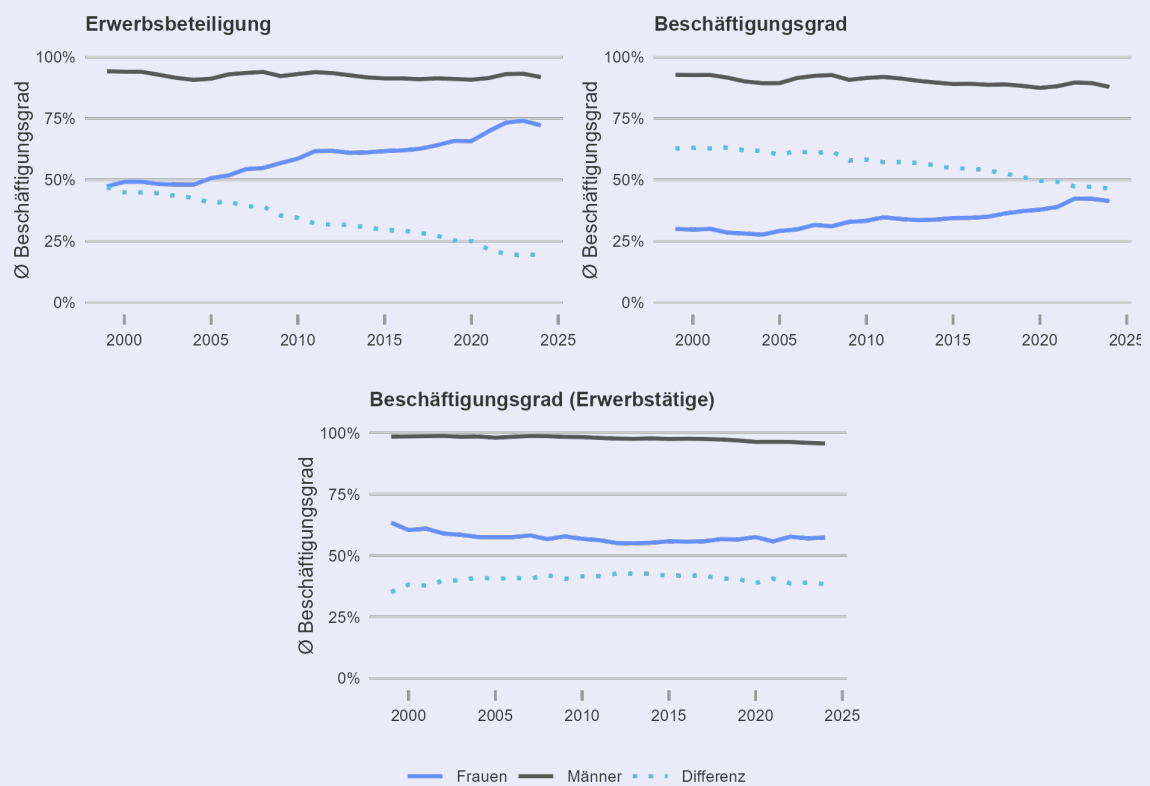 Erwerbsbeteiligung
Ø Beschäftigungsgrad
100%
75%
50%
25%
0%
2000 2005 2010 2015 2020 2025
Beschäftigungsgrad
Ø Beschäftigungsgrad
100%
75%
50%
25%
0%
2000 2005 2010 2015 2020 2025
Beschäftigungsgrad (Erwerbstätige)
Ø Beschäftigungsgrad
100%
75%
50%
25%
0%
2000 2005 2010 2015 2020 2025
Frauen Männer Differenz